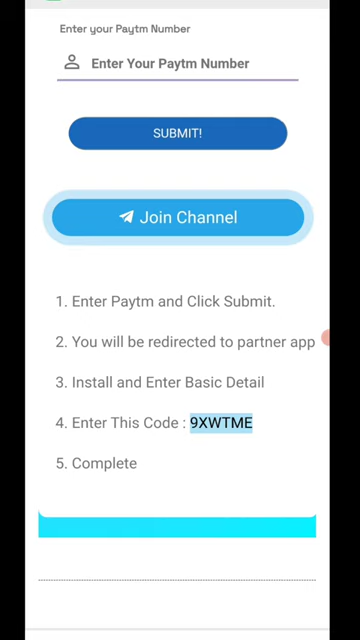 Enter your Paytm Number
Enter Your Paytm Number
SUBMIT!
Join Channel
1. Enter Paytm and Click Submit.
2. You will be redirected to partner app
3. Install and Enter Basic Detail
4. Enter This Code : 9XWTME
5. Complete